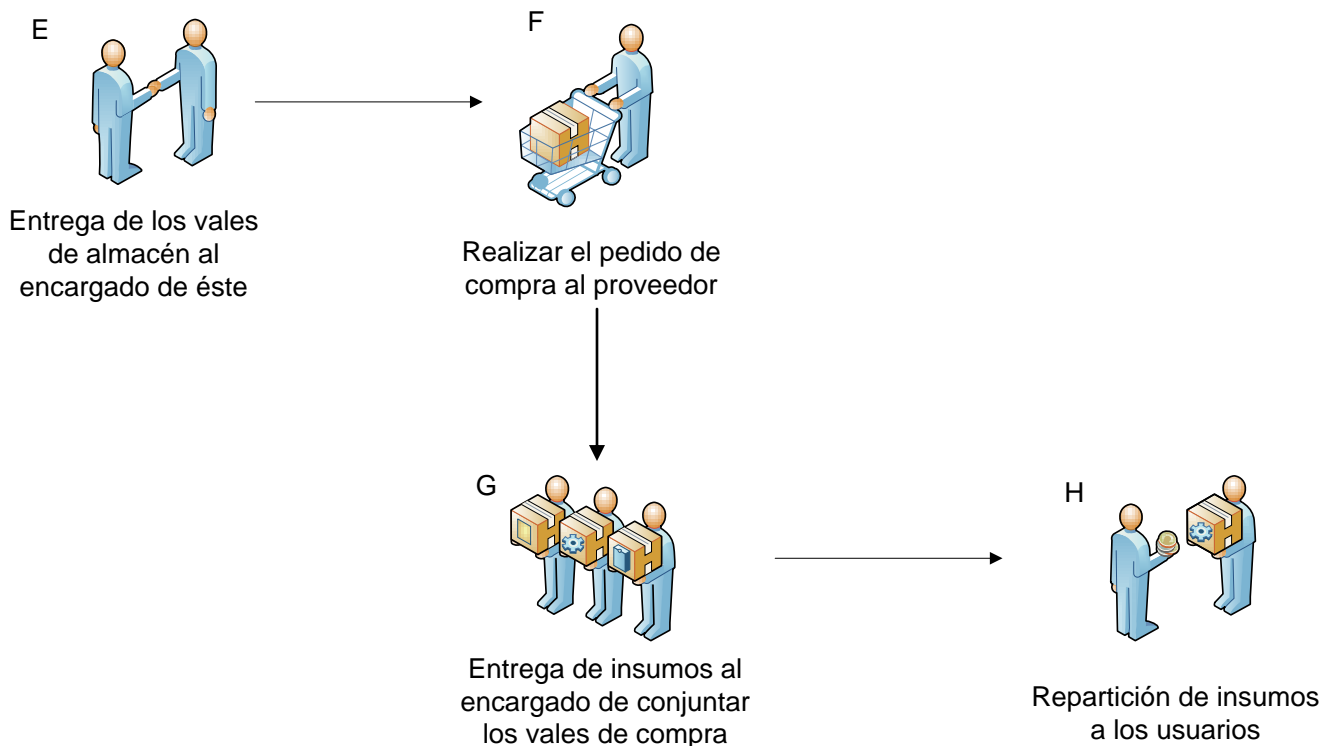 E
Entrega de los vales
de almacén al
encargado de éste
F
Realizar el pedido de
compra al proveedor
G
Entrega de insumos al
encargado de conjuntar
los vales de compra
H
Repartición de insumos
a los usuarios